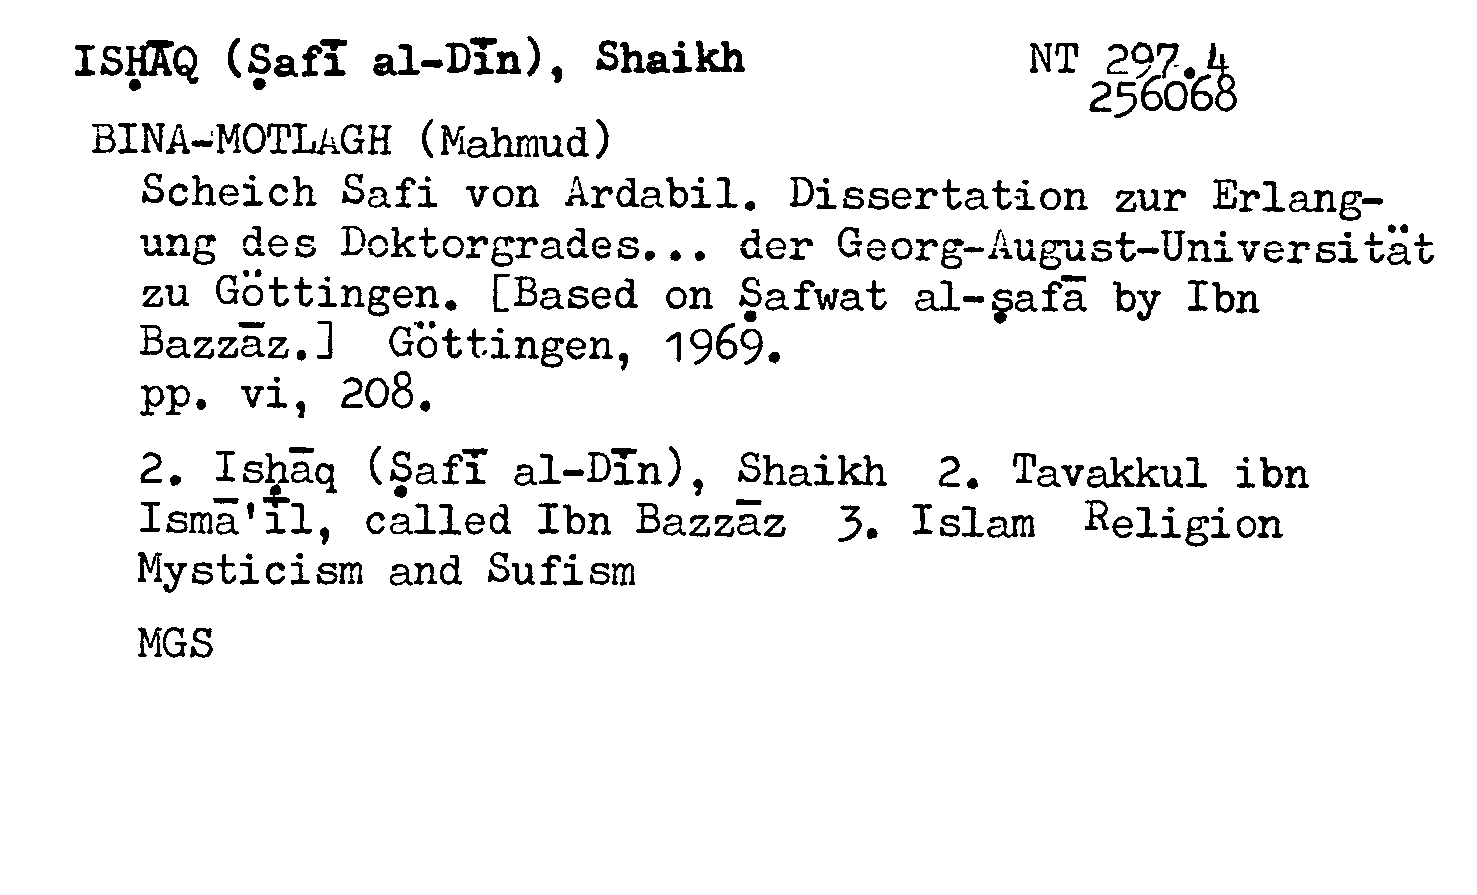 ISḤĀQ (Ṣafī al-Dīn), Shaikh NT 297.4
256068
BINA-MOTLAGH (Mahmud)
Scheich Safi von Ardabil. Dissertation zur Erlang-
ung des Doktorgrades... der Georg-August-Universität
zu Göttingen. [Based on Ṣafwat al-ṣafā by Ibn
Bazzāz.] Göttingen, 1969.
pp. vi, 208.
2. Isḥāq (Ṣafī al-Dīn), Shaikh 2. Tavakkul ibn
Ismā'īl, called Ibn Bazzāz 3. Islam Religion
Mysticism and Sufism
MGS